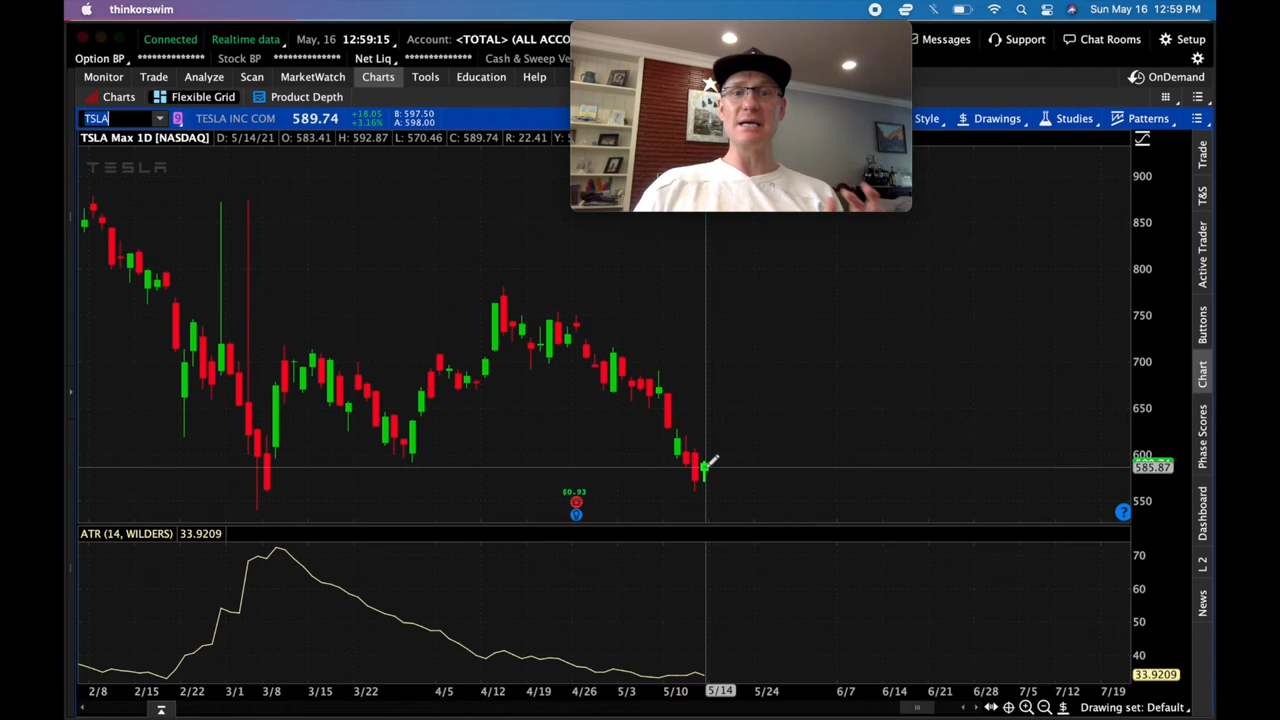 thinkorswim
Sun May 16 12:59 PM
Connected Realtime data May, 16 12:59:15 Account: <TOTAL> (ALL ACCO Messages Support Chat Rooms Setup
Option BP ************** Stock BP ************** Net Liq ************** Cash & Sweep Ve
Monitor Trade Analyze Scan MarketWatch Charts Tools Education Help OnDemand
Charts Flexible Grid Product Depth
TSLA 9 TESLA INC COM 589.74 +18.05 +3.16% B: 597.50 A: 598.00 Style Drawings Studies Patterns
TSLA Max 1D [NASDAQ] D: 5/14/21 O: 583.41 H: 592.87 L: 570.46 C: 589.74 R: 22.41 Y: 5
TESLA
900
850
800
750
700
650
600
585.87
550
$0.93
?
ATR (14, WILDERS) 33.9209
70
60
50
40
33.9209
2/8 2/15 2/22 3/1 3/8 3/15 3/22 4/5 4/12 4/19 4/26 5/3 5/10 5/14 5/24 6/7 6/14 6/21 6/28 7/5 7/12 7/19
Drawing set: Default
Trade
T&S
Active Trader
Buttons
Chart
Phase Scores
Dashboard
L 2
News